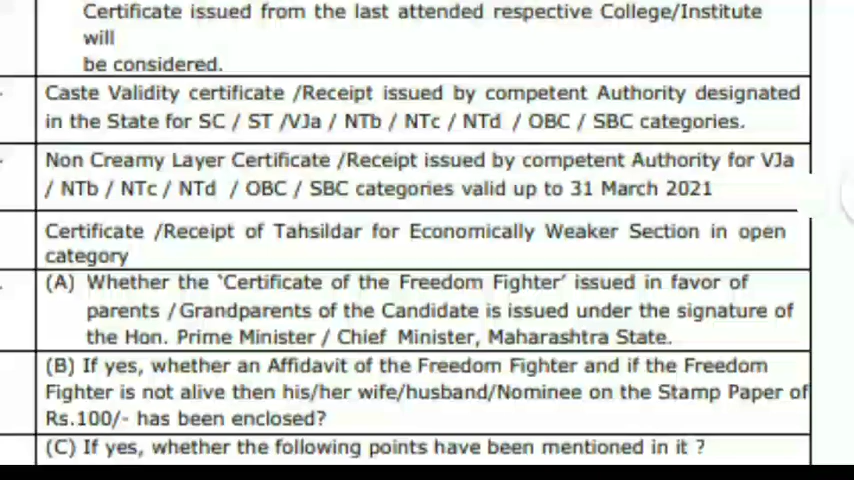 Certificate issued from the last attended respective College/Institute
will
be considered.
Caste Validity certificate /Receipt issued by competent Authority designated
in the State for SC / ST /VJa / NTb / NTc / NTd / OBC / SBC categories.
Non Creamy Layer Certificate /Receipt issued by competent Authority for VJa
/ NTb / NTc / NTd / OBC / SBC categories valid up to 31 March 2021
Certificate /Receipt of Tahsildar for Economically Weaker Section in open
category
(A) Whether the 'Certificate of the Freedom Fighter' issued in favor of
parents /Grandparents of the Candidate is issued under the signature of
the Hon. Prime Minister / Chief Minister, Maharashtra State.
(B) If yes, whether an Affidavit of the Freedom Fighter and if the Freedom
Fighter is not alive then his/her wife/husband/Nominee on the Stamp Paper of
Rs.100/- has been enclosed?
(C) If yes, whether the following points have been mentioned in it ?